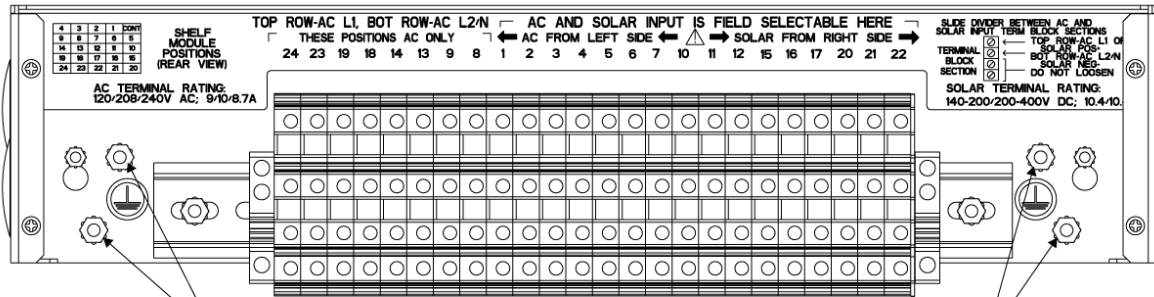 4 3 2 1 CONT
9 8 7 6 5
14 13 12 11 10
19 18 17 16 15
24 23 22 21 20
SHELF
MODULE
POSITIONS
(REAR VIEW)
AC TERMINAL RATING:
120/208/240V AC; 9/10/8.7A
TOP ROW-AC L1, BOT ROW-AC L2/N
THESE POSITIONS AC ONLY
AC AND SOLAR INPUT IS FIELD SELECTABLE HERE
AC FROM LEFT SIDE
SOLAR FROM RIGHT SIDE
24 23 19 18 14 13 9 8 1 2 3 4 5 6 7 10 11 12 15 16 17 20 21 22
SLIDE DIVIDER BETWEEN AC AND
SOLAR INPUT TERM BLOCK SECTIONS
TERMINAL
BLOCK
SECTION
TOP ROW-AC L1 OR
SOLAR POS-
BOT ROW-AC L2/N
SOLAR NEG-
DO NOT LOOSEN
SOLAR TERMINAL RATING:
140-200/200-400V DC; 10.4/10.